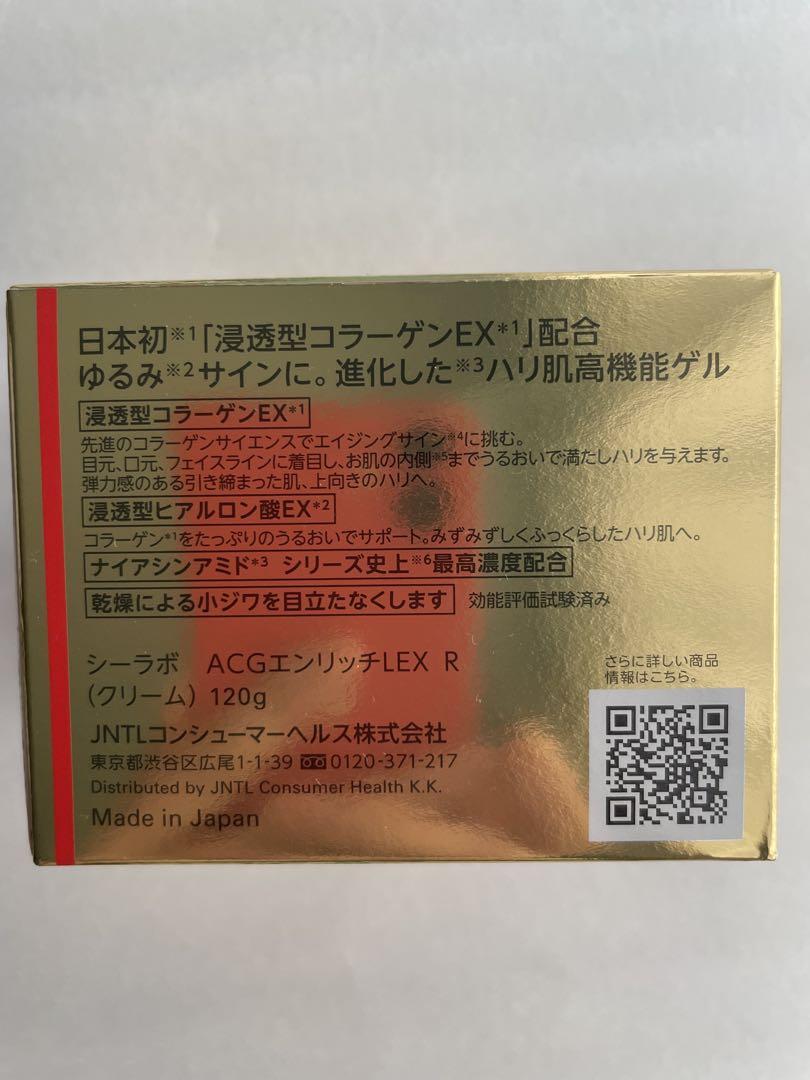 日本初※1「浸透型コラーゲンEX*1」配合
ゆるみ※2サインに。進化した※3ハリ肌高機能ゲル
浸透型コラーゲンEX*1
先進のコラーゲンサイエンスでエイジングサイン※4に挑む。
目元、口元、フェイスラインに着目し、お肌の内側※5までうるおいで満たしハリを与えます。
弾力感のある引き締まった肌、上向きのハリへ。
浸透型ヒアルロン酸EX*2
コラーゲン*1をたっぷりのうるおいでサポート。みずみずしくふっくらしたハリ肌へ。
ナイアシンアミド*3 シリーズ史上※6最高濃度配合
乾燥による小ジワを目立たなくします 効能評価試験済み
シーラボ ACGエンリッチLEX R
(クリーム) 120g
さらに詳しい商品
情報はこちら。
JNTLコンシューマーヘルス株式会社
東京都渋谷区広尾1-1-39 0120-371-217
Distributed by JNTL Consumer Health K.K.
Made in Japan